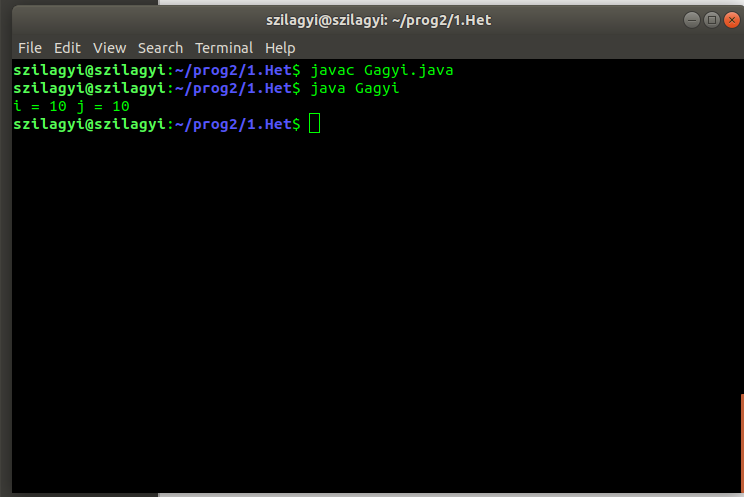 szilagyi@szilagyi: ~/prog2/1.Het
File Edit View Search Terminal Help
szilagyi@szilagyi:~/prog2/1.Het$ javac Gagyi.java
szilagyi@szilagyi:~/prog2/1.Het$ java Gagyi
i = 10 j = 10
szilagyi@szilagyi:~/prog2/1.Het$